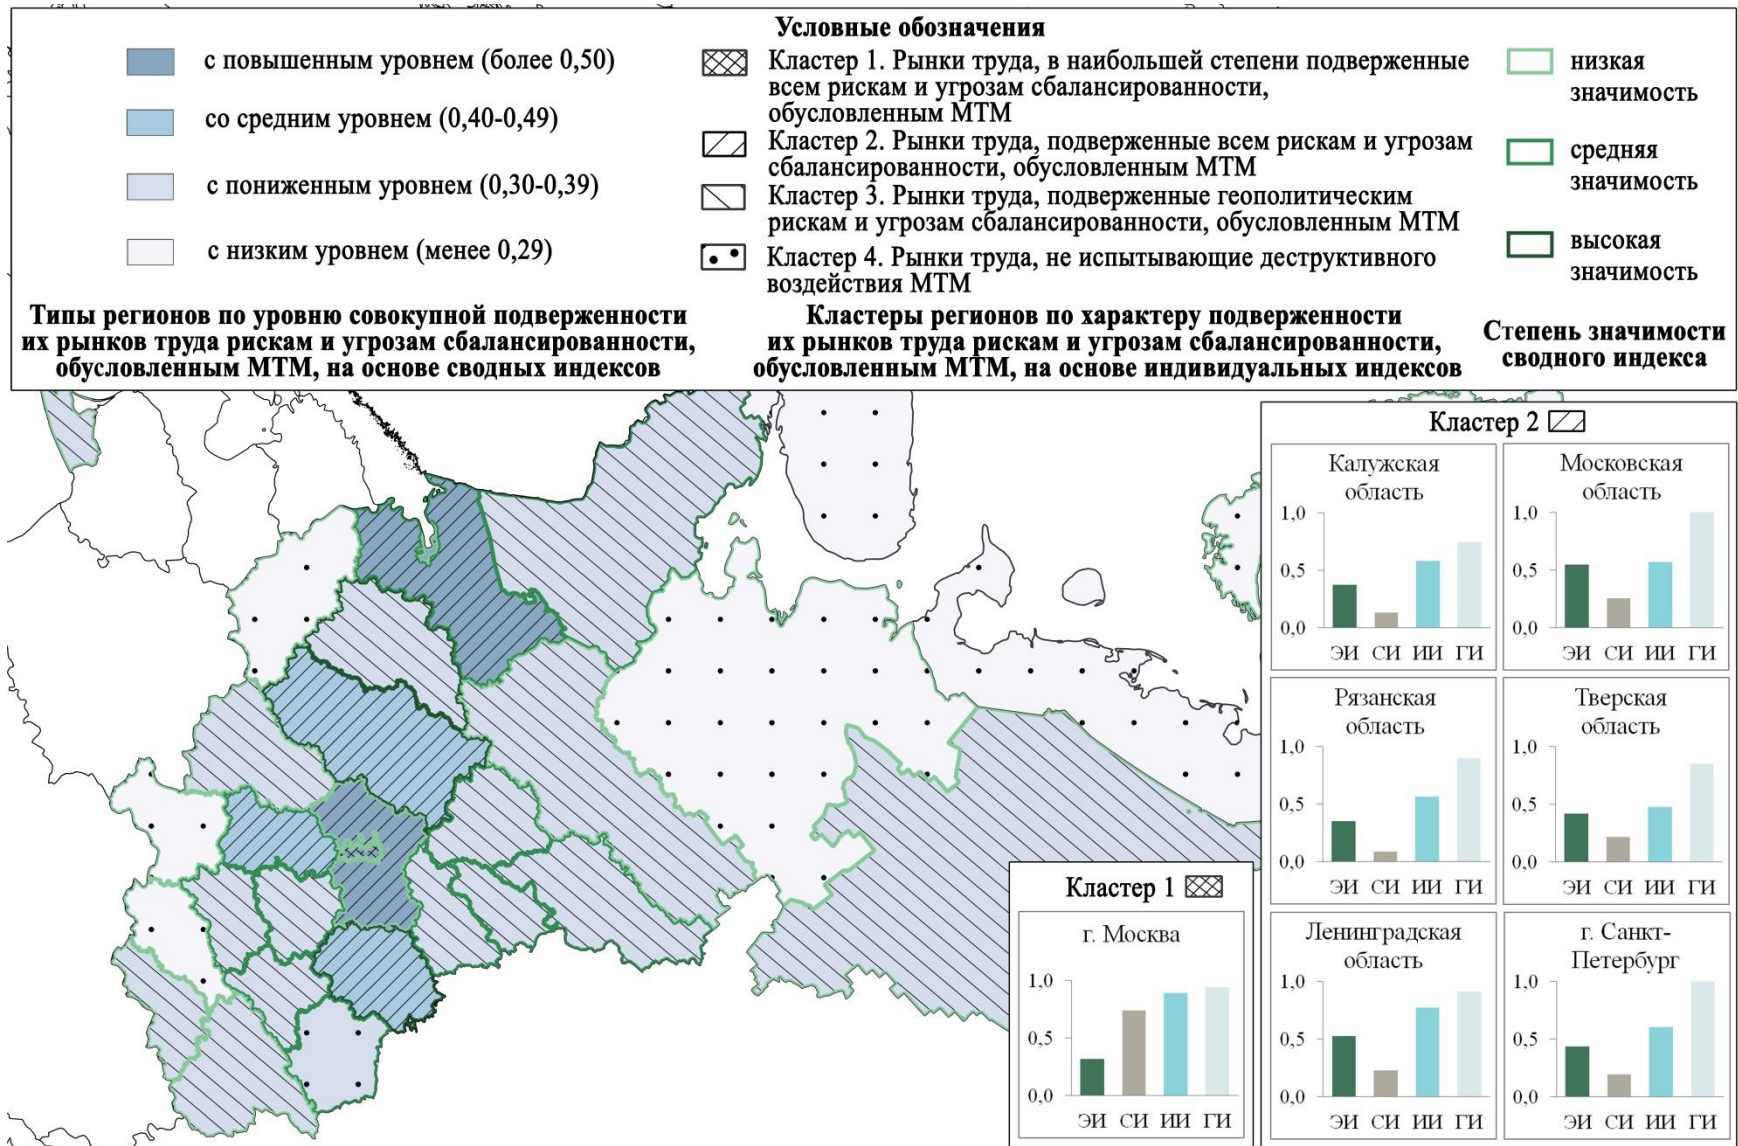 Условные обозначения
с повышенным уровнем (более 0,50)
со средним уровнем (0,40-0,49)
с пониженным уровнем (0,30-0,39)
с низким уровнем (менее 0,29)
Типы регионов по уровню совокупной подверженности
их рынков труда рискам и угрозам сбалансированности,
обусловленным МТМ, на основе сводных индексов
Кластер 1. Рынки труда, в наибольшей степени подверженные
всем рискам и угрозам сбалансированности,
обусловленным МТМ
Кластер 2. Рынки труда, подверженные всем рискам и угрозам
сбалансированности, обусловленным МТМ
Кластер 3. Рынки труда, подверженные геополитическим
рискам и угрозам сбалансированности, обусловленным МТМ
Кластер 4. Рынки труда, не испытывающие деструктивного
воздействия МТМ
Кластеры регионов по характеру подверженности
их рынков труда рискам и угрозам сбалансированности,
обусловленным МТМ, на основе индивидуальных индексов
низкая
значимость
средняя
значимость
высокая
значимость
Степень значимости
сводного индекса
Кластер 2
Калужская
область
1,0
0,5
0,0
ЭИ СИ ИИ ГИ
Московская
область
1,0
0,5
0,0
ЭИ СИ ИИ ГИ
Рязанская
область
1,0
0,5
0,0
ЭИ СИ ИИ ГИ
Тверская
область
1,0
0,5
0,0
ЭИ СИ ИИ ГИ
Ленинградская
область
1,0
0,5
0,0
ЭИ СИ ИИ ГИ
г. Санкт-
Петербург
1,0
0,5
0,0
ЭИ СИ ИИ ГИ
Кластер 1
г. Москва
1,0
0,5
0,0
ЭИ СИ ИИ ГИ